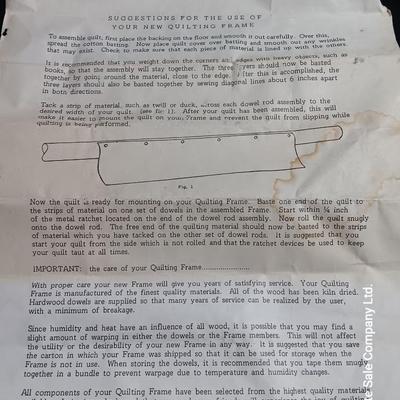 SUGGESTIONS FOR THE USE OF
YOUR NEW QUILTING FRAME
To assemble quilt, first place the backing on the floor and smooth it out carefully. Over this,
spread the cotton batting. Now place quilt cover over batting and smooth out any wrinkles
that may exist. Check to make sure that each piece of material is lined up with the others.
It is recommended that you weight down the corners and edges with heavy objects, such as
books, so that the assembly will stay together. The three layers should now be basted
together by going around the material, close to the edge. After this is accomplished, the
three layers should also be basted together by sewing diagonal lines about 6 inches apart
in both directions.
Tack a strip of material, such as twill or duck, across each dowel rod assembly to the
desired width of your quilt. (see fig 1). After your quilt has been assembled, this will
make it easier to mount the quilt on your Frame and prevent the quilt from slipping while
quilting is being performed.
Fig. 1
Now the quilt is ready for mounting on your Quilting Frame. Baste one end of the quilt to
the strips of material on one set of dowels in the assembled Frame. Start within ¼ inch
of the metal ratchet located on the end of the dowel rod assembly. Now roll the quilt snugly
onto the dowel rod. The free end of the quilting material should now be basted to the strips
of material which you have tacked on the other set of dowel rods. It is suggested that you
start your quilt from the side which is not rolled and that the ratchet devices be used to keep
your quilt taut at all times.
IMPORTANT: the care of your Quilting Frame......................
With proper care your new Frame will give you years of satisfying service. Your Quilting
Frame is manufactured of the finest quality materials. All of the wood has been kiln dried.
Hardwood dowels are supplied so that many years of service can be realized by the user,
with a minimum of breakage.
Since humidity and heat have an influence of all wood, it is possible that you may find a
slight amount of warping in either the dowels or the Frame members. This will not affect
the utility or the desirability of your new Frame in any way. It is suggested that you save
the carton in which your Frame was shipped so that it can be used for storage when the
Frame is not in use. When storing the dowels, it is recommended that you tape them snugly
together in a bundle to prevent warpage due to temperature and humidity changes.
All components of your Quilting Frame have been selected from the highest quality materials
Sale Company Ltd.